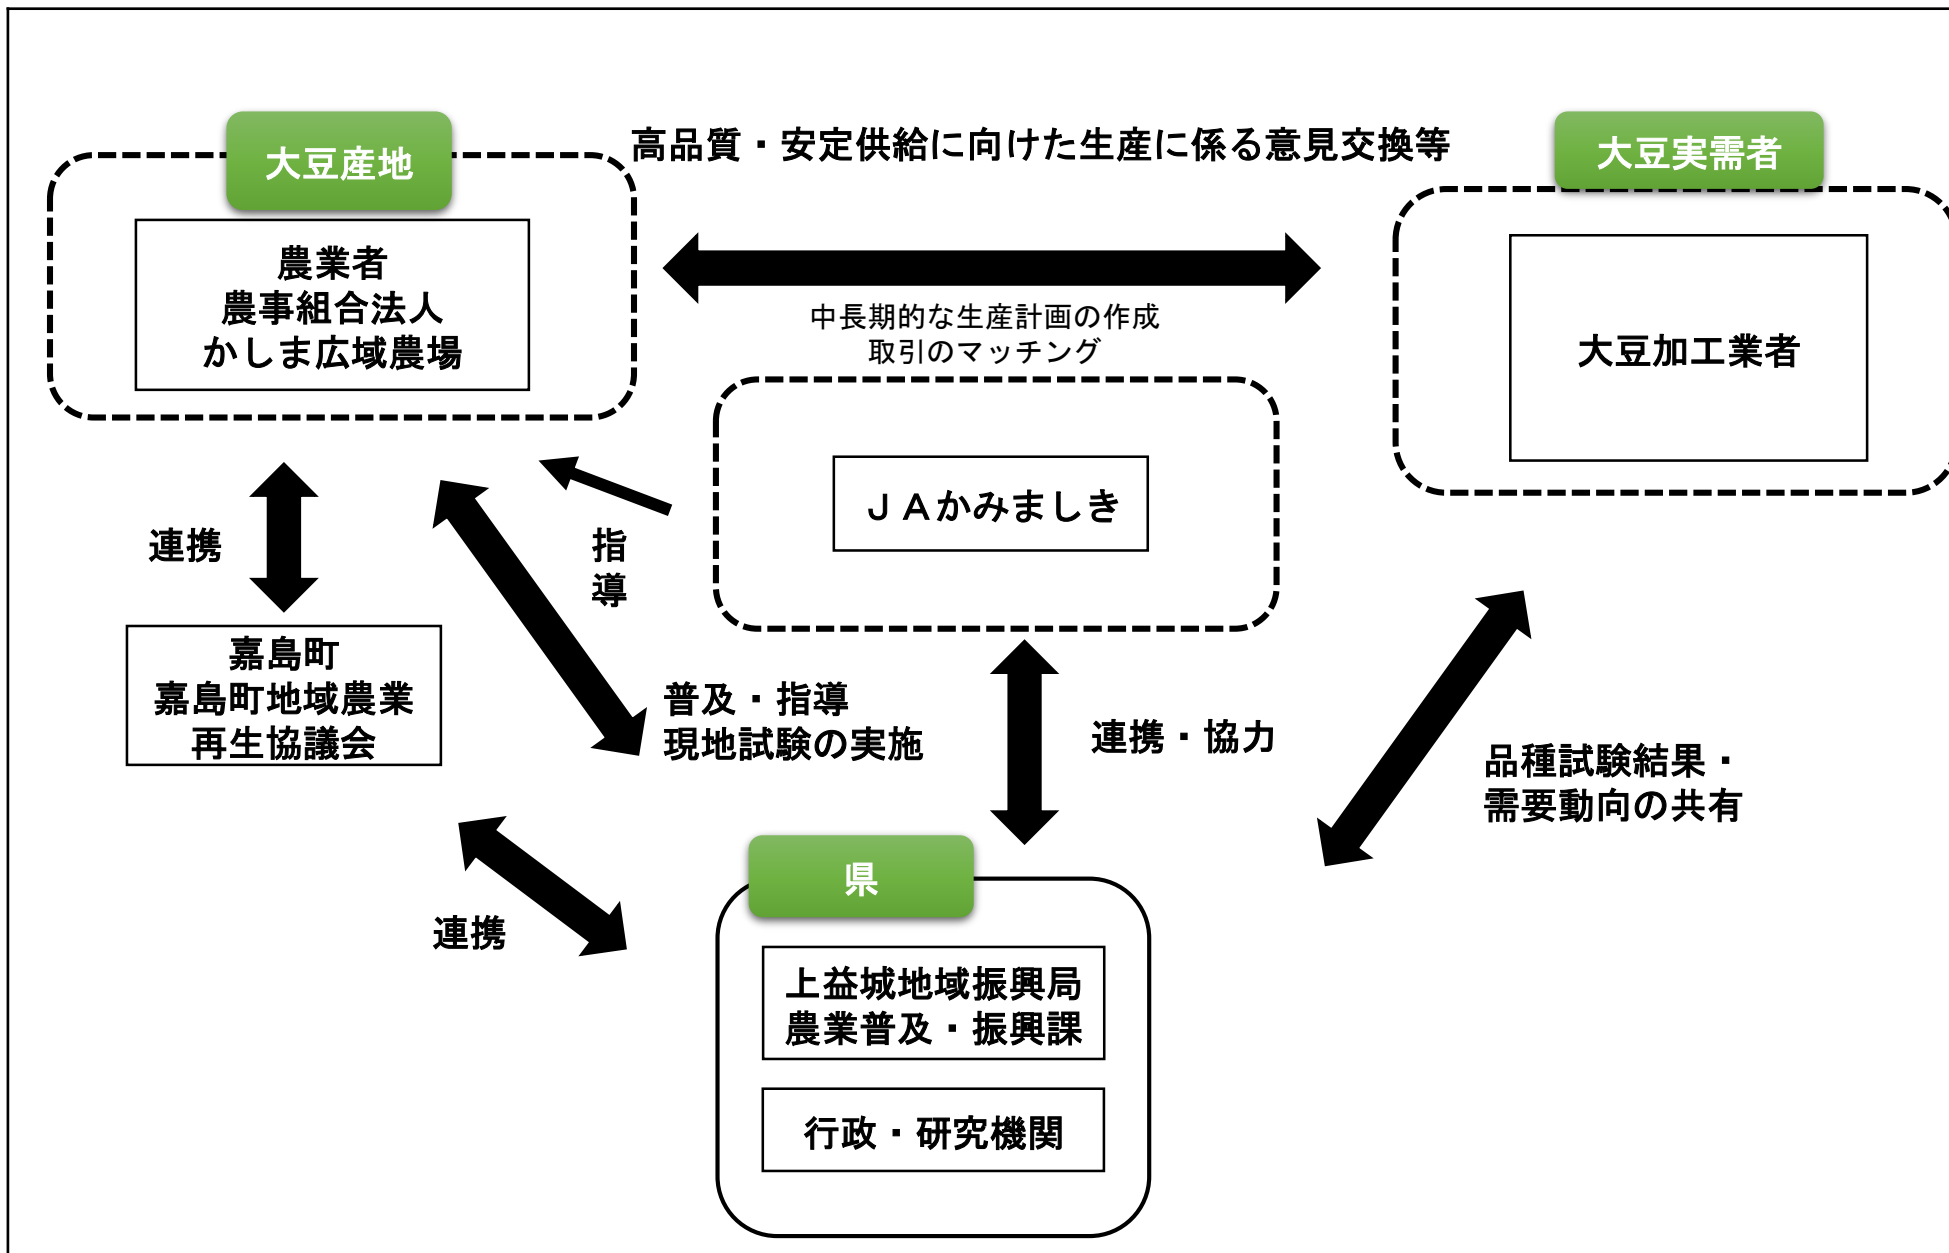 大豆産地
高品質・安定供給に向けた生産に係る意見交換等
大豆実需者
農業者
農事組合法人
かしま広域農場
中長期的な生産計画の作成
取引のマッチング
大豆加工業者
ＪＡかみましき
連携
指
導
嘉島町
嘉島町地域農業
再生協議会
普及・指導
現地試験の実施
連携・協力
品種試験結果・
需要動向の共有
県
連携
上益城地域振興局
農業普及・振興課
行政・研究機関